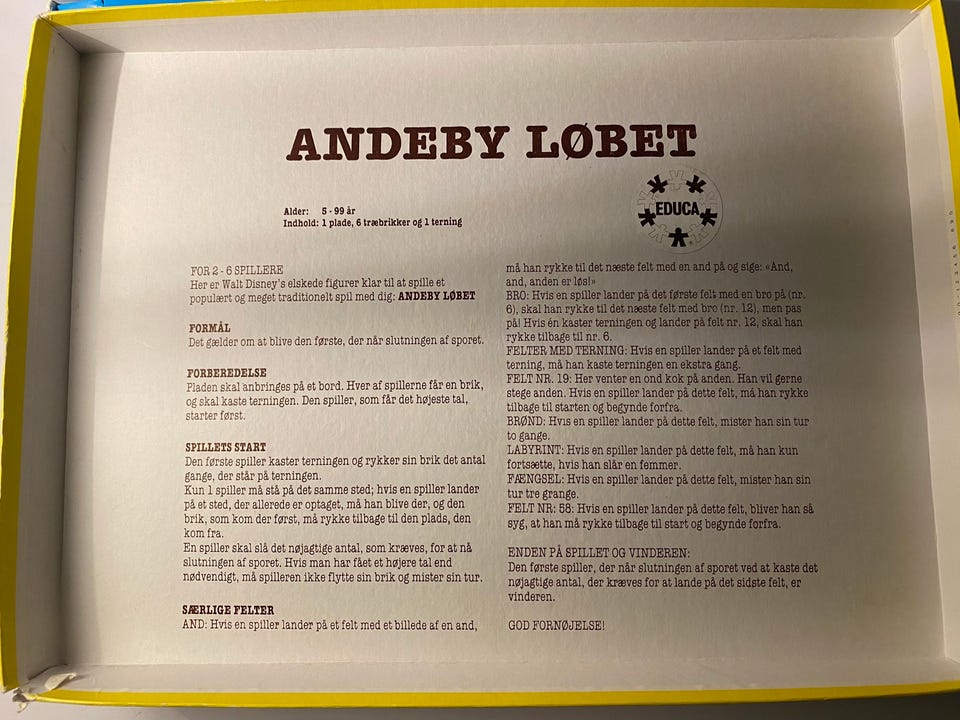 ANDEBY LØBET
EDUCA
Alder: 5 - 99 år
Indhold: 1 plade, 6 træbrikker og 1 terning
FOR 2 - 6 SPILLERE
Her er Walt Disney's elskede figurer klar til at spille et
populært og meget traditionelt spil med dig: ANDEBY LØBET
FORMÅL
Det gælder om at blive den første, der når slutningen af sporet.
FORBEREDELSE
Pladen skal anbringes på et bord. Hver af spillerne får en brik,
og skal kaste terningen. Den spiller, som får det højeste tal,
starter først.
SPILLETS START
Den første spiller kaster terningen og rykker sin brik det antal
gange, der står på terningen.
Kun 1 spiller må stå på det samme sted; hvis en spiller lander
på et sted, der allerede er optaget, má han blive der, og den
brik, som kom der først, må rykke tilbage til den plads, den
kom fra.
En spiller skal slå det nøjagtige antal, som kræves, for at nå
slutningen af sporet. Hvis man har fået et højere tal end
nødvendigt, må spilleren ikke flytte sin brik og mister sin tur.
SÆRLIGE FELTER
AND: Hvis en spiller lander på et felt med et billede af en and,
må han rykke til det næste felt med en and på og sige: «And,
and, anden er løs!»
BRO: Hvis en spiller lander på det første felt med en bro på (nr.
6), skal han rykke til det næste felt med bro (nr. 12), men pas
på! Hvis én kaster terningen og lander på felt nr. 12, skal han
rykke tilbage til nr. 6.
FELTER MED TERNING: Hvis en spiller lander på et felt med
terning, må han kaste terningen en ekstra gang.
FELT NR. 19: Her venter en ond kok på anden. Han vil gerne
stege anden. Hvis en spiller lander på dette felt, má han rykke
tilbage til starten og begynde forfra.
BRØND: Hvis en spiller lander på dette felt, mister han sin tur
to gange.
LABYRINT: Hvis en spiller lander på dette felt, má han kun
fortsætte, hvis han slår en femmer.
FÆNGSEL: Hvis en spiller lander på dette felt, mister han sin
tur tre grange.
FELT NR: 58: Hvis en spiller lander på dette felt, bliver han så
syg, at han må rykke tilbage til start og begynde forfra.
ENDEN PÅ SPILLET OG VINDEREN:
Den første spiller, der når slutningen af sporet ved at kaste det
nøjagtige antal, der kræves for at lande på det sidste felt, er
vinderen.
GOD FORNØJELSE!